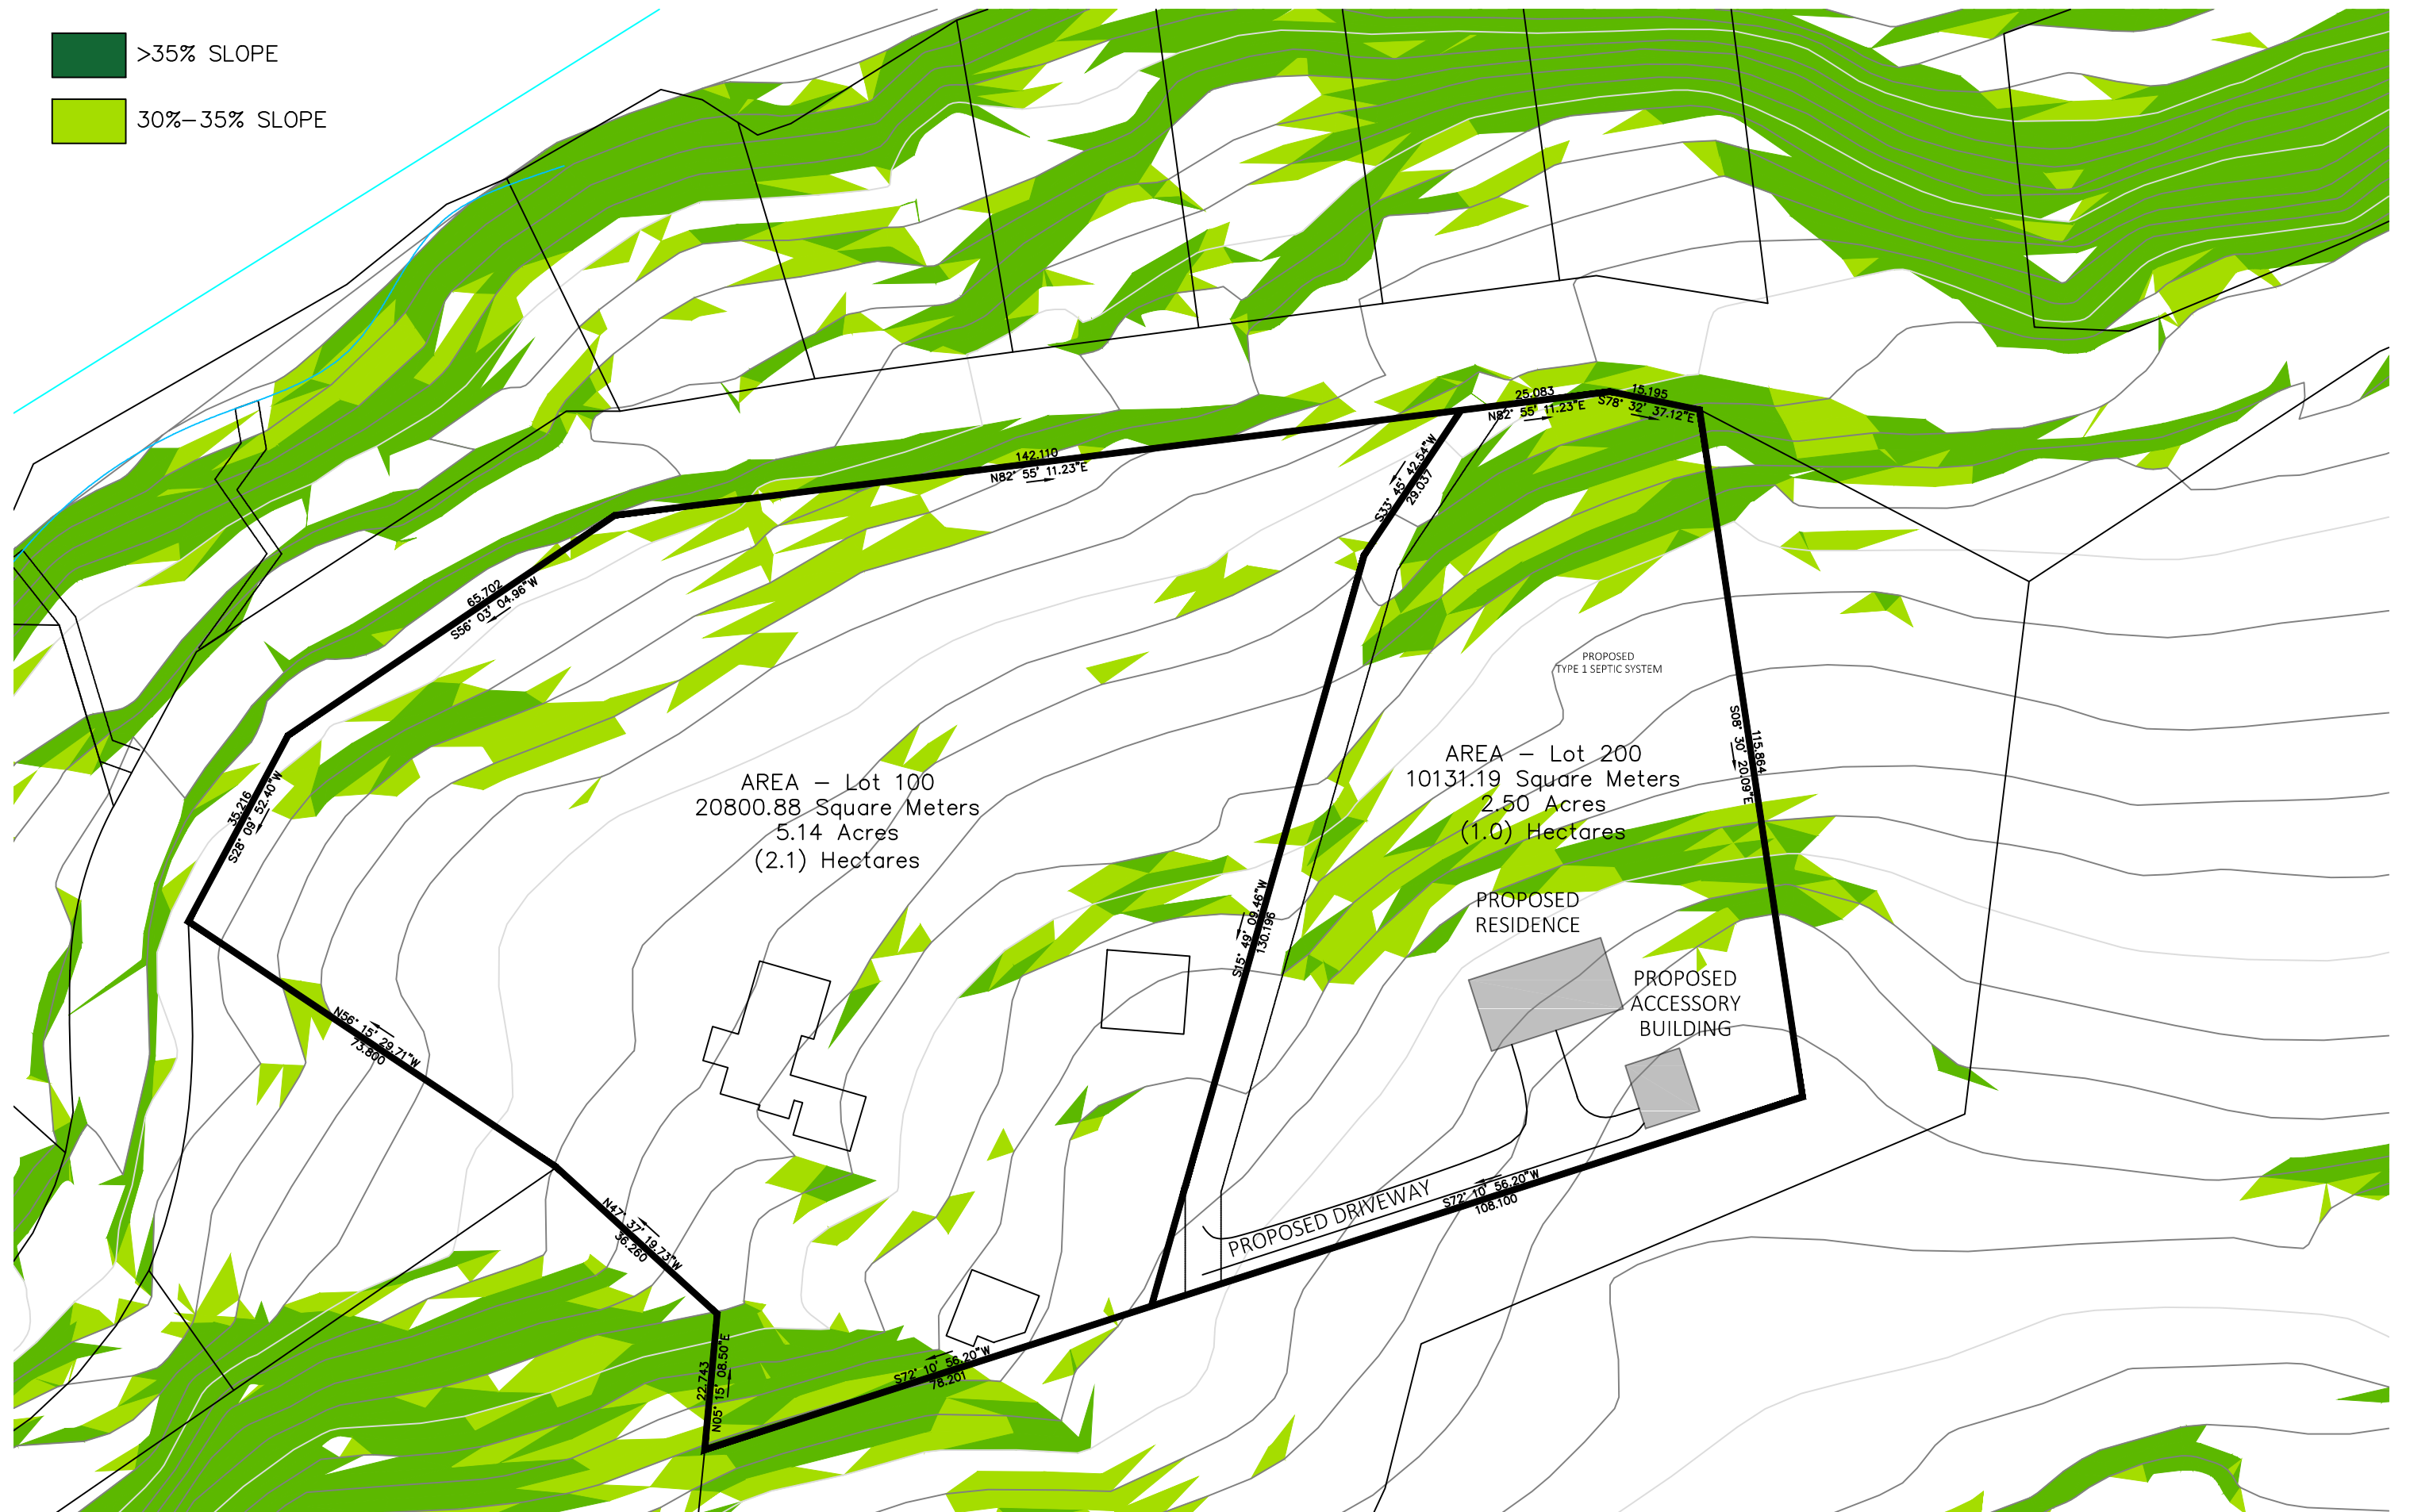 >35% SLOPE
30%–35% SLOPE
25.083
N82° 55' 11.23"E
15.195
S78° 32' 37.12"E
142.110
N82° 55' 11.23"E
S33° 45' 42.54"W
29.037
65.702
S56° 03' 04.96"W
PROPOSED
TYPE 1 SEPTIC SYSTEM
S08° 30' 20.09"E
115.864
AREA – Lot 100
20800.88 Square Meters
5.14 Acres
(2.1) Hectares
AREA – Lot 200
10131.19 Square Meters
2.50 Acres
(1.0) Hectares
35.216
S28° 09' 52.40"W
S15° 49' 09.46"W
130.196
PROPOSED
RESIDENCE
PROPOSED
ACCESSORY
BUILDING
N56° 15' 29.71"W
73.800
N47° 37' 19.73"W
36.260
PROPOSED DRIVEWAY
S72° 10' 56.20"W
108.100
22.743
N05° 15' 08.50"E
S72° 10' 56.20"W
78.201